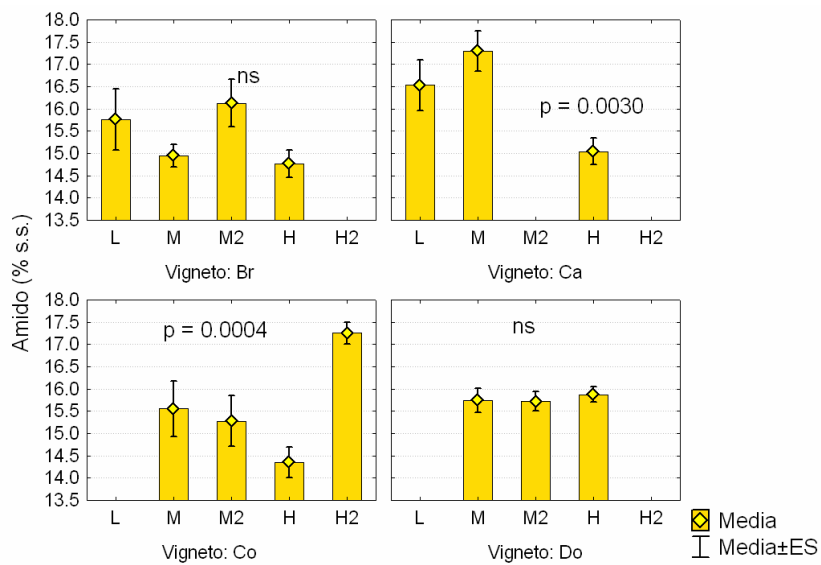 Amido (% s.s.)
18.0
17.5
17.0
16.5
16.0
15.5
15.0
14.5
14.0
13.5
ns
L M M2 H H2
Vigneto: Br
p = 0.0030
L M M2 H H2
Vigneto: Ca
18.0
17.5
17.0
16.5
16.0
15.5
15.0
14.5
14.0
13.5
p = 0.0004
L M M2 H H2
Vigneto: Co
ns
L M M2 H H2
Vigneto: Do
Media
Media±ES